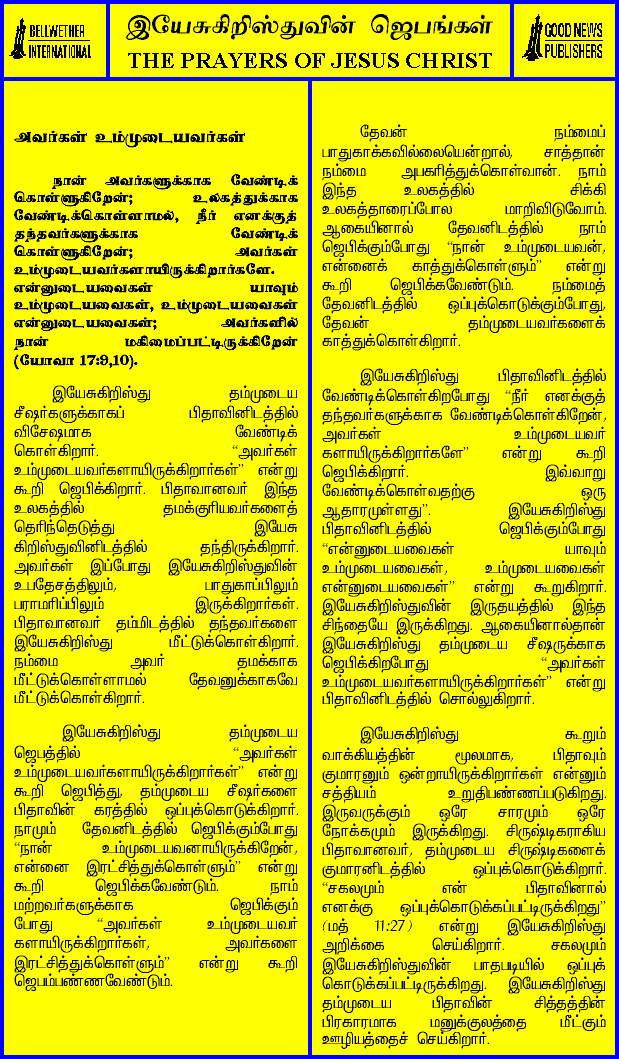 BELLWETHER
INTERNATIONAL
இயேசுகிறிஸ்துவின் ஜெபங்கள்
THE PRAYERS OF JESUS CHRIST
GOOD NEWS
PUBLISHERS
அவர்கள் உம்முடையவர்கள்
நான் அவர்களுக்காக வேண்டிக்
கொள்ளுகிறேன்; உலகத்துக்காக
வேண்டிக்கொள்ளாமல், நீர் எனக்குத்
தந்தவர்களுக்காக வேண்டிக்
கொள்ளுகிறேன்; அவர்கள்
உம்முடையவர்களாயிருக்கிறார்களே.
என்னுடையவைகள் யாவும்
உம்முடையவைகள், உம்முடையவைகள்
என்னுடையவைகள்; அவர்களில்
நான் மகிமைப்பட்டிருக்கிறேன்
(யோவா 17:9,10).
இயேசுகிறிஸ்து தம்முடைய
சீஷர்களுக்காகப் பிதாவினிடத்தில்
விசேஷமாக வேண்டிக்
கொள்கிறார். “அவர்கள்
உம்முடையவர்களாயிருக்கிறார்கள்” என்று
கூறி ஜெபிக்கிறார். பிதாவானவர் இந்த
உலகத்தில் தமக்குரியவர்களைத்
தெரிந்தெடுத்து இயேசு
கிறிஸ்துவினிடத்தில் தந்திருக்கிறார்.
அவர்கள் இப்போது இயேசுகிறிஸ்துவின்
உபதேசத்திலும், பாதுகாப்பிலும்
பராமரிப்பிலும் இருக்கிறார்கள்.
பிதாவானவர் தம்மிடத்தில் தந்தவர்களை
இயேசுகிறிஸ்து மீட்டுக்கொள்கிறார்.
நம்மை அவர் தமக்காக
மீட்டுக்கொள்ளாமல் தேவனுக்காகவே
மீட்டுக்கொள்கிறார்.
இயேசுகிறிஸ்து தம்முடைய
ஜெபத்தில் “அவர்கள்
உம்முடையவர்களாயிருக்கிறார்கள்” என்று
கூறி ஜெபித்து, தம்முடைய சீஷர்களை
பிதாவின் கரத்தில் ஒப்புக்கொடுக்கிறார்.
நாமும் தேவனிடத்தில் ஜெபிக்கும்போது
“நான் உம்முடையவனாயிருக்கிறேன்,
என்னை இரட்சித்துக்கொள்ளும்” என்று
கூறி ஜெபிக்கவேண்டும். நாம்
மற்றவர்களுக்காக ஜெபிக்கும்
போது “அவர்கள் உம்முடையவர்
களாயிருக்கிறார்கள், அவர்களை
இரட்சித்துக்கொள்ளும்” என்று கூறி
ஜெபம்பண்ணவேண்டும்.
தேவன் நம்மைப்
பாதுகாக்கவில்லையென்றால், சாத்தான்
நம்மை அபகரித்துக்கொள்வான். நாம்
இந்த உலகத்தில் சிக்கி
உலகத்தாரைப்போல மாறிவிடுவோம்.
ஆகையினால் தேவனிடத்தில் நாம்
ஜெபிக்கும்போது “நான் உம்முடையவன்,
என்னைக் காத்துக்கொள்ளும்” என்று
கூறி ஜெபிக்கவேண்டும். நம்மைத்
தேவனிடத்தில் ஒப்புக்கொடுக்கும்போது,
தேவன் தம்முடையவர்களைக்
காத்துக்கொள்கிறார்.
இயேசுகிறிஸ்து பிதாவினிடத்தில்
வேண்டிக்கொள்கிறபோது “நீர் எனக்குத்
தந்தவர்களுக்காக வேண்டிக்கொள்கிறேன்,
அவர்கள் உம்முடையவர்
களாயிருக்கிறார்களே” என்று கூறி
ஜெபிக்கிறார். இவ்வாறு
வேண்டிக்கொள்வதற்கு ஒரு
ஆதாரமுள்ளது”. இயேசுகிறிஸ்து
பிதாவினிடத்தில் ஜெபிக்கும்போது
“என்னுடையவைகள் யாவும்
உம்முடையவைகள், உம்முடையவைகள்
என்னுடையவைகள்” என்று கூறுகிறார்.
இயேசுகிறிஸ்துவின் இருதயத்தில் இந்த
சிந்தையே இருக்கிறது. ஆகையினால்தான்
இயேசுகிறிஸ்து தம்முடைய சீஷருக்காக
ஜெபிக்கிறபோது “அவர்கள்
உம்முடையவர்களாயிருக்கிறார்கள்” என்று
பிதாவினிடத்தில் சொல்லுகிறார்.
இயேசுகிறிஸ்து கூறும்
வாக்கியத்தின் மூலமாக, பிதாவும்
குமாரனும் ஒன்றாயிருக்கிறார்கள் என்னும்
சத்தியம் உறுதிபண்ணப்படுகிறது.
இருவருக்கும் ஒரே சாரமும் ஒரே
நோக்கமும் இருக்கிறது. சிருஷ்டிகராகிய
பிதாவானவர், தம்முடைய சிருஷ்டிகளைக்
குமாரனிடத்தில் ஒப்புக்கொடுக்கிறார்.
“சகலமும் என் பிதாவினால்
எனக்கு ஒப்புக்கொடுக்கப்பட்டிருக்கிறது”
(மத் 11:27) என்று இயேசுகிறிஸ்து
அறிக்கை செய்கிறார். சகலமும்
இயேசுகிறிஸ்துவின் பாதபடியில் ஒப்புக்
கொடுக்கப்பட்டிருக்கிறது. இயேசுகிறிஸ்து
தம்முடைய பிதாவின் சித்தத்தின்
பிரகாரமாக மனுக்குலத்தை மீட்கும்
ஊழியத்தைச் செய்கிறார்.